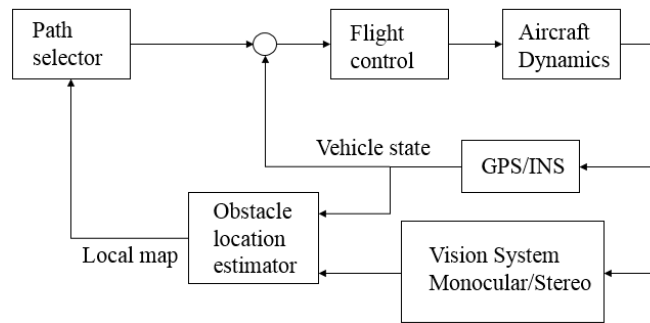 Path
selector
Flight
control
Aircraft
Dynamics
Vehicle state
GPS/INS
Obstacle
location
estimator
Local map
Vision System
Monocular/Stereo